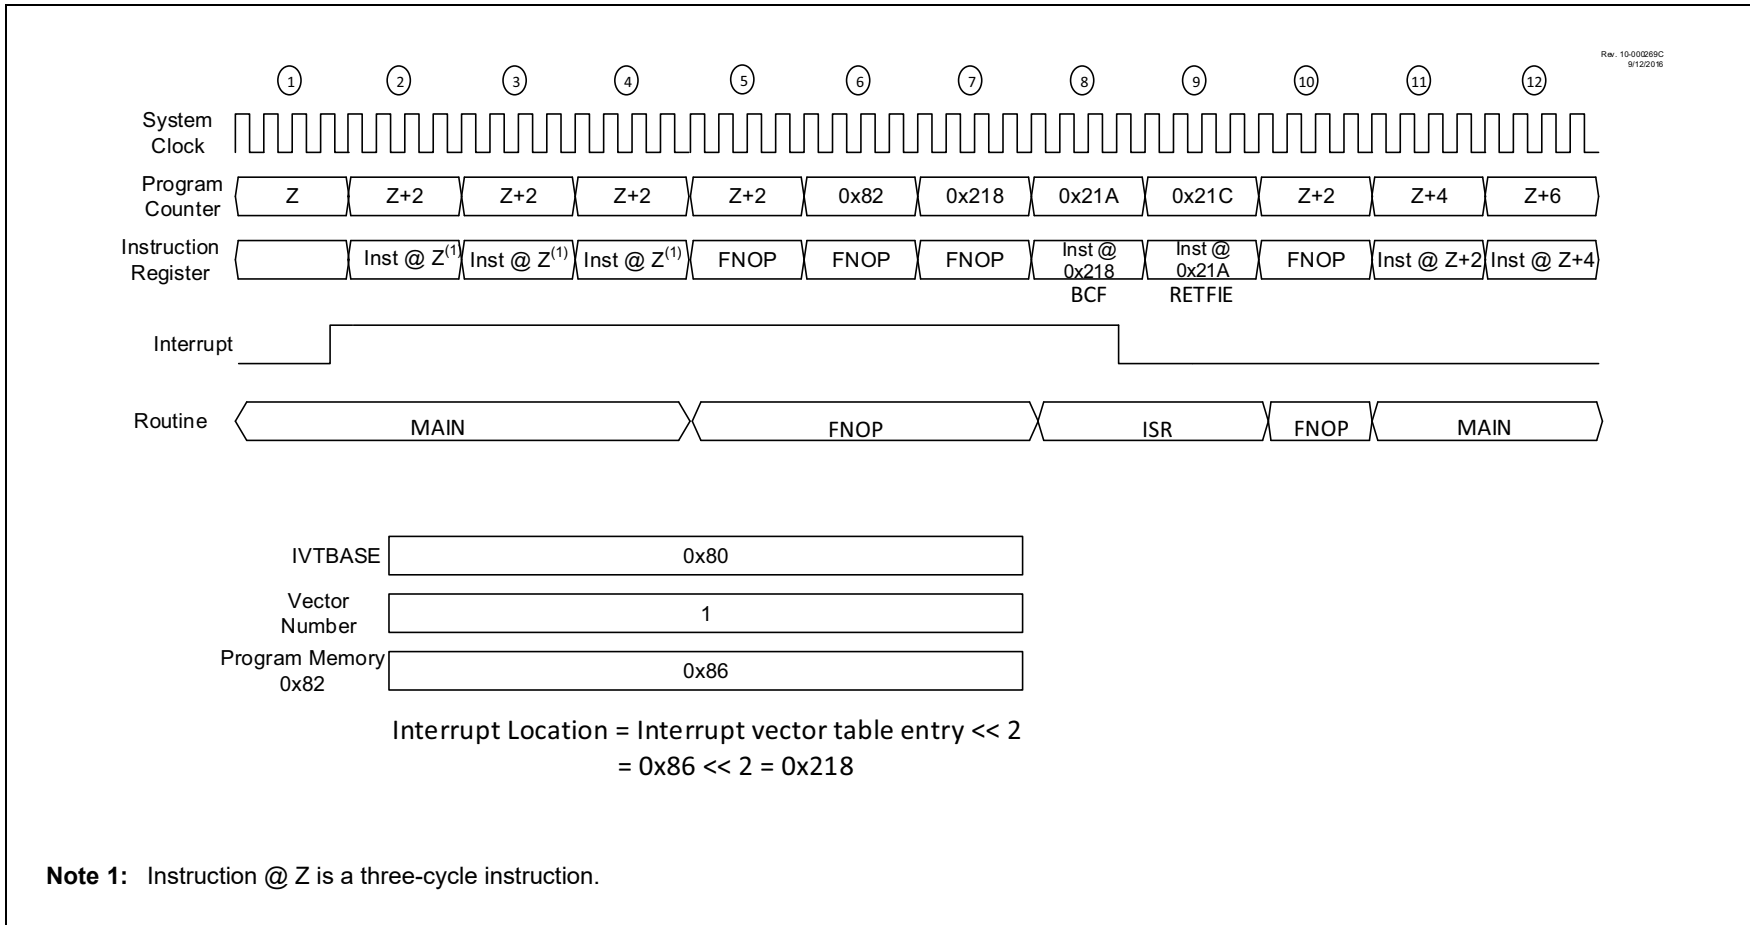 Rev. 10-000269C
9/12/2016
1 2 3 4 5 6 7 8 9 10 11 12
System
Clock
Program
Counter
Z Z+2 Z+2 Z+2 Z+2 0x82 0x218 0x21A 0x21C Z+2 Z+4 Z+6
Instruction
Register
Inst @ Z(1) Inst @ Z(1) Inst @ Z(1) FNOP FNOP FNOP Inst @ 0x218 Inst @ 0x21A FNOP Inst @ Z+2 Inst @ Z+4
BCF RETFIE
Interrupt
Routine MAIN FNOP ISR FNOP MAIN
IVTBASE 0x80
Vector
Number
1
Program Memory
0x82
0x86
Interrupt Location = Interrupt vector table entry << 2
= 0x86 << 2 = 0x218
Note 1: Instruction @ Z is a three-cycle instruction.